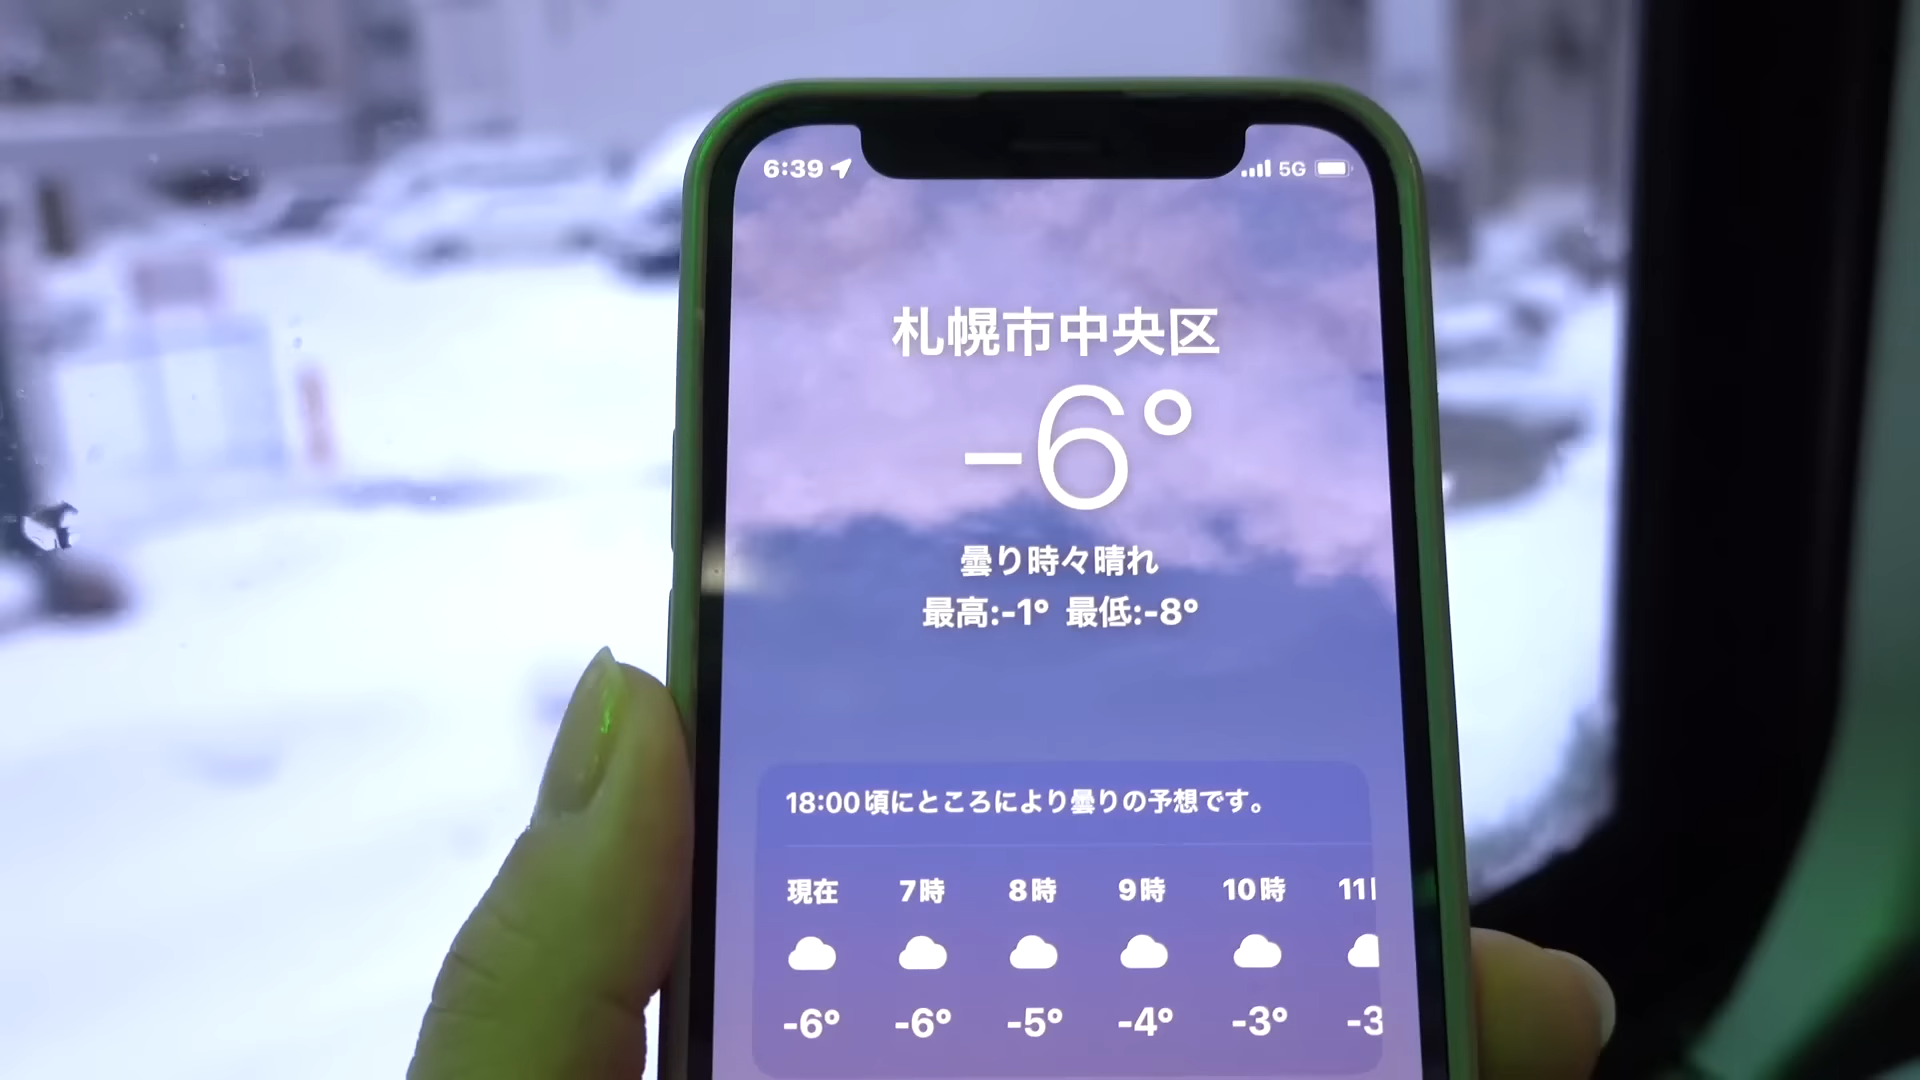 6:39 5G
札幌市中央区
-6°
曇り時々晴れ
最高:-1° 最低:-8°
18:00頃にところにより曇りの予想です。
現在 7時 8時 9時 10時 11
-6° -6° -5° -4° -3° -3